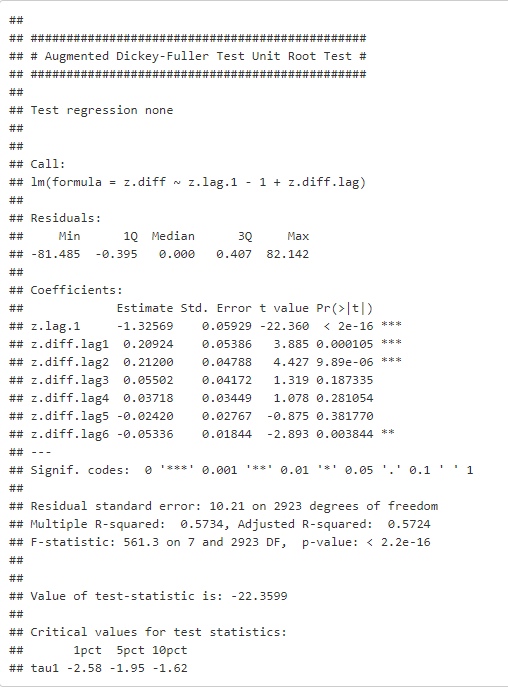 ##
## ###############################################
## # Augmented Dickey-Fuller Test Unit Root Test #
## ###############################################
##
## Test regression none
##
##
## Call:
## lm(formula = z.diff ~ z.lag.1 - 1 + z.diff.lag)
##
## Residuals:
##     Min      1Q  Median      3Q     Max
## -81.485  -0.395   0.000   0.407  82.142
##
## Coefficients:
##             Estimate Std. Error t value Pr(>|t|)
## z.lag.1     -1.32569    0.05929 -22.360  < 2e-16 ***
## z.diff.lag1  0.20924    0.05386   3.885 0.000105 ***
## z.diff.lag2  0.21200    0.04788   4.427 9.89e-06 ***
## z.diff.lag3  0.05502    0.04172   1.319 0.187335
## z.diff.lag4  0.03718    0.03449   1.078 0.281054
## z.diff.lag5 -0.02420    0.02767  -0.875 0.381770
## z.diff.lag6 -0.05336    0.01844  -2.893 0.003844 **
## ---
## Signif. codes:  0 '***' 0.001 '**' 0.01 '*' 0.05 '.' 0.1 ' ' 1
##
## Residual standard error: 10.21 on 2923 degrees of freedom
## Multiple R-squared:  0.5734, Adjusted R-squared:  0.5724
## F-statistic: 561.3 on 7 and 2923 DF,  p-value: < 2.2e-16
##
##
## Value of test-statistic is: -22.3599
##
## Critical values for test statistics:
##       1pct  5pct 10pct
## tau1 -2.58 -1.95 -1.62